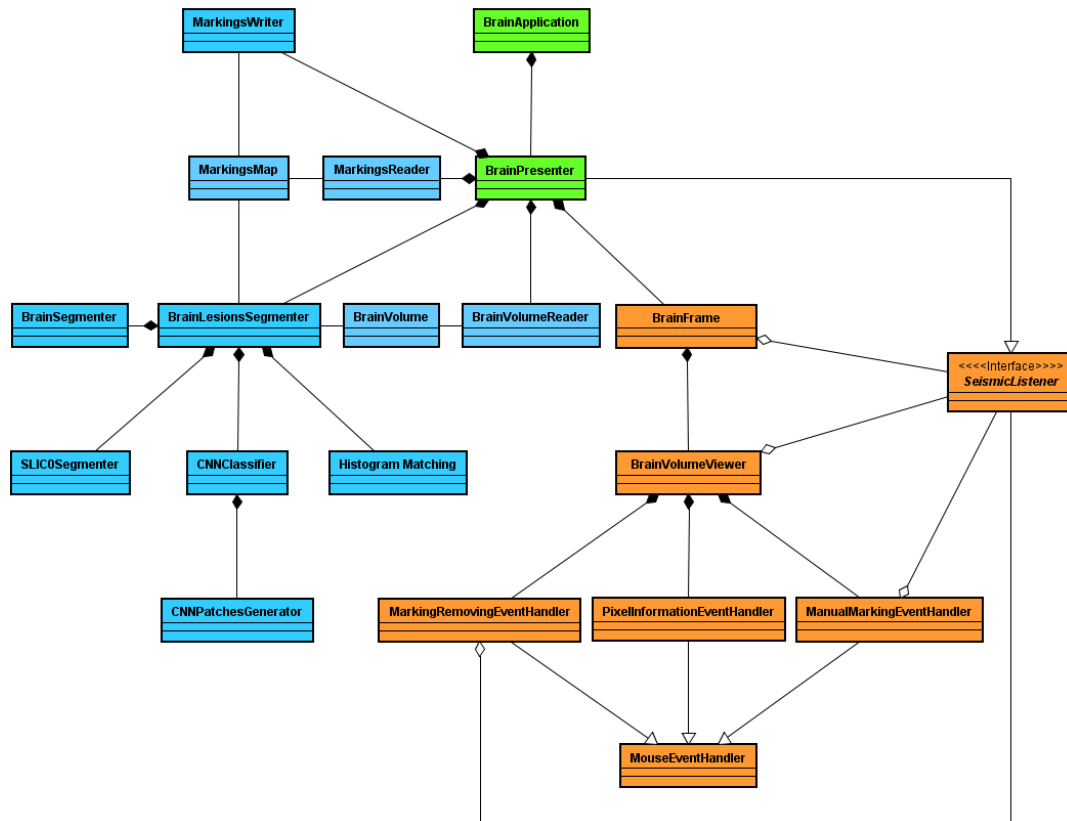 MarkingsWriter
BrainApplication
MarkingsMap
MarkingsReader
BrainPresenter
BrainSegmenter
BrainLesionsSegmenter
BrainVolume
BrainVolumeReader
BrainFrame
<<<<Interface>>>>
SeismicListener
SLIC0Segmenter
CNNClassifier
Histogram Matching
BrainVolumeViewer
CNNPatchesGenerator
MarkingRemovingEventHandler
PixelInformationEventHandler
ManualMarkingEventHandler
MouseEventHandler